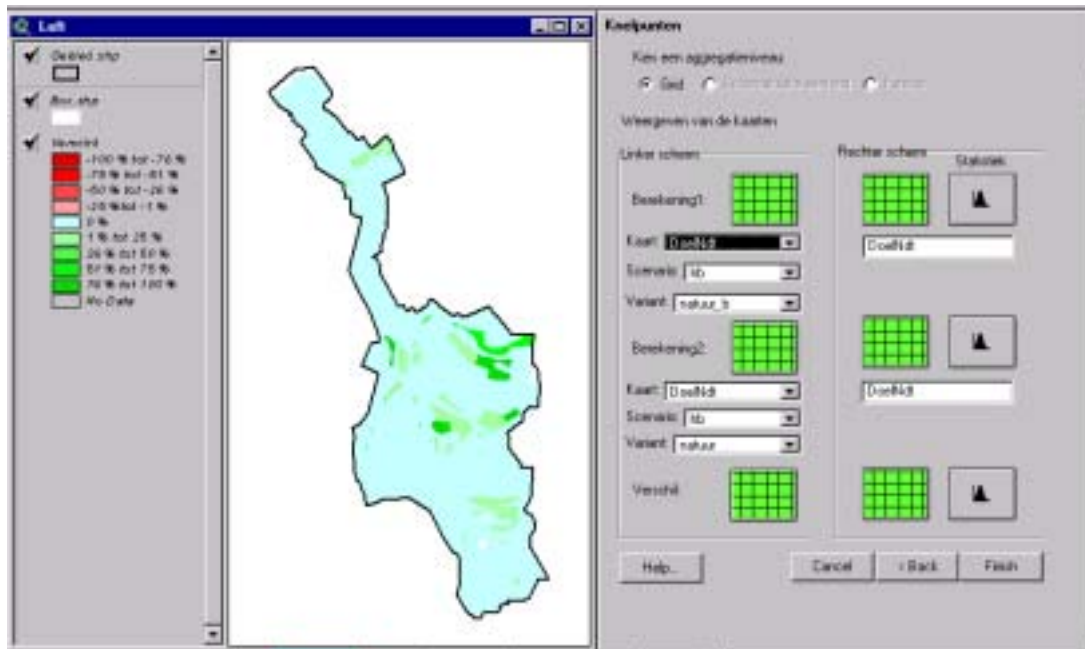 Left
Gebied.shp
Box.shp
-100 % tot -76 %
-75 % tot -51 %
-50 % tot -26 %
-25 % tot -1 %
0 %
1 % tot 25 %
26 % tot 50 %
51 % tot 75 %
76 % tot 100 %
No Data
Knelpunten
Kies een aggregatieniveau
Grid
Weergeven van de kaarten
Linker scherm
Rechter scherm
Statistiek
Berekening1:
Kaart: DoelNdt
DoelNdt
Scenario:
Variant: natuur_b
Berekening2:
Kaart: DoelNdt
DoelNdt
Scenario:
Variant: natuur
Verschil:
Help...
Cancel
< Back
Finish